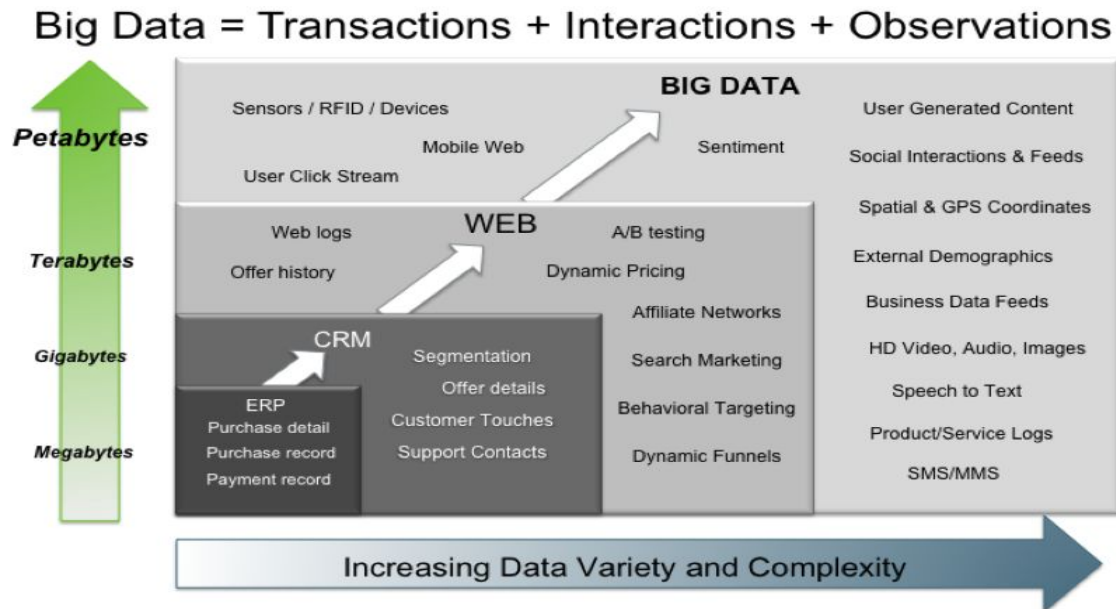 Big Data = Transactions + Interactions + Observations
Petabytes
Terabytes
Gigabytes
Megabytes
BIG DATA
Sensors / RFID / Devices
Mobile Web
User Click Stream
Sentiment
User Generated Content
Social Interactions & Feeds
Spatial & GPS Coordinates
External Demographics
Business Data Feeds
HD Video, Audio, Images
Speech to Text
Product/Service Logs
SMS/MMS
WEB
Web logs
Offer history
A/B testing
Dynamic Pricing
Affiliate Networks
Search Marketing
Behavioral Targeting
Dynamic Funnels
CRM
Segmentation
Offer details
Customer Touches
Support Contacts
ERP
Purchase detail
Purchase record
Payment record
Increasing Data Variety and Complexity